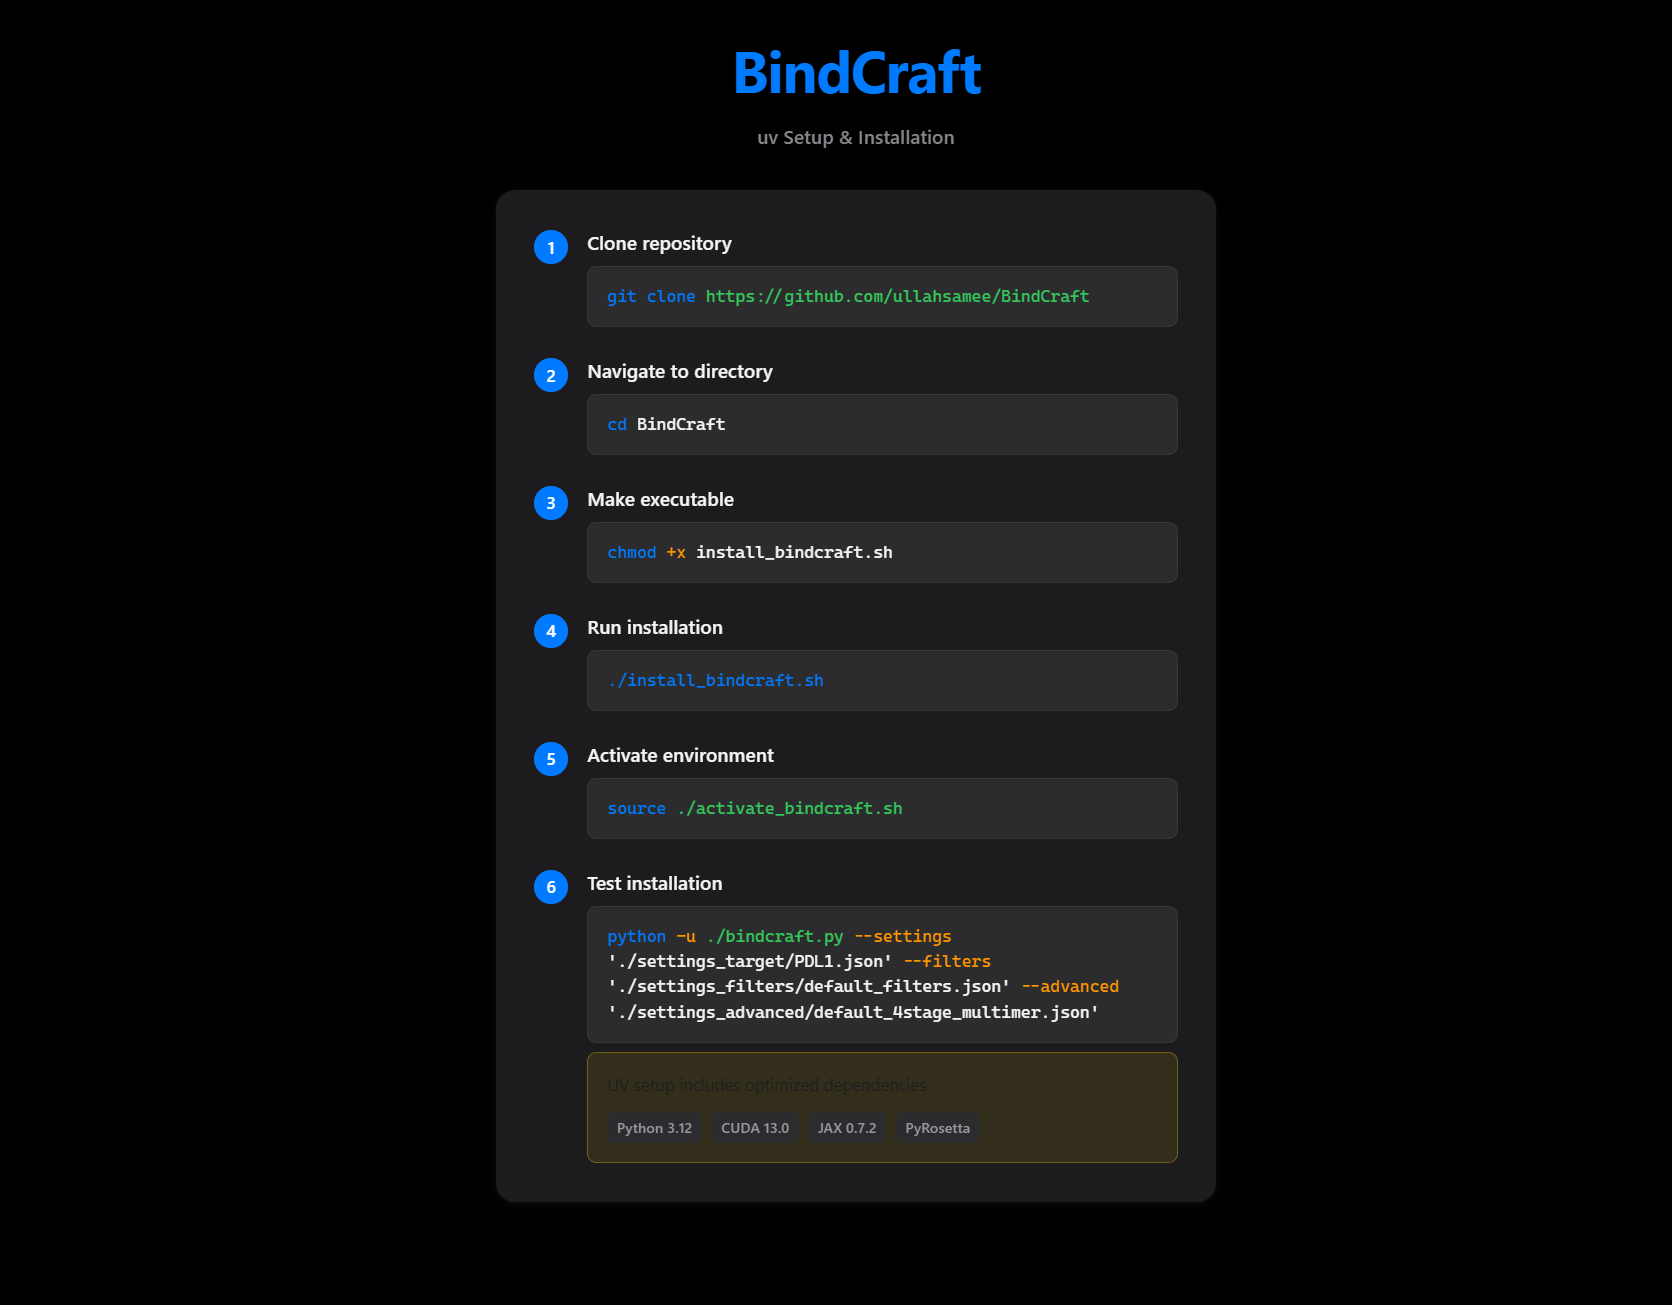 BindCraft
uv Setup & Installation
1
Clone repository
git clone https://github.com/ullahsamee/BindCraft
2
Navigate to directory
cd BindCraft
3
Make executable
chmod +x install_bindcraft.sh
4
Run installation
./install_bindcraft.sh
5
Activate environment
source ./activate_bindcraft.sh
6
Test installation
python -u ./bindcraft.py --settings
'./settings_target/PDL1.json' --filters
'./settings_filters/default_filters.json' --advanced
'./settings_advanced/default_4stage_multimer.json'
UV setup includes optimized dependencies
Python 3.12 CUDA 13.0 JAX 0.7.2 PyRosetta